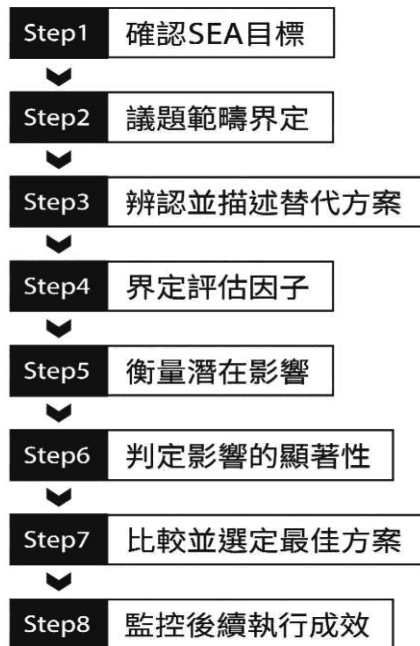 Step1 確認SEA目標
Step2 議題範疇界定
Step3 辨認並描述替代方案
Step4 界定評估因子
Step5 衡量潛在影響
Step6 判定影響的顯著性
Step7 比較並選定最佳方案
Step8 監控後續執行成效